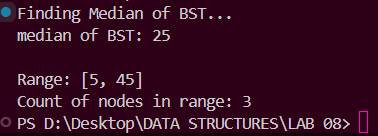 Finding Median of BST...
median of BST: 25
Range: [5, 45]
Count of nodes in range: 3
PS D:\Desktop\DATA STRUCTURES\LAB 08>